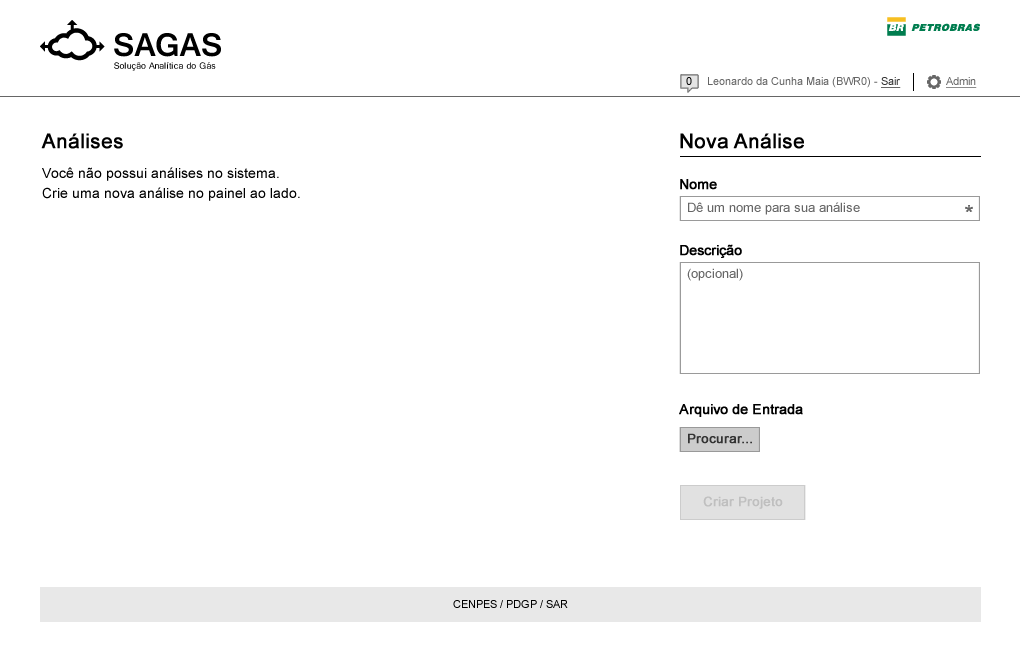 SAGAS
Solução Analítica do Gás
BR PETROBRAS
0 Leonardo da Cunha Maia (BWR0) - Sair Admin
Análises
Você não possui análises no sistema.
Crie uma nova análise no painel ao lado.
Nova Análise
Nome
Dê um nome para sua análise *
Descrição
(opcional)
Arquivo de Entrada
Procurar...
Criar Projeto
CENPES / PDGP / SAR